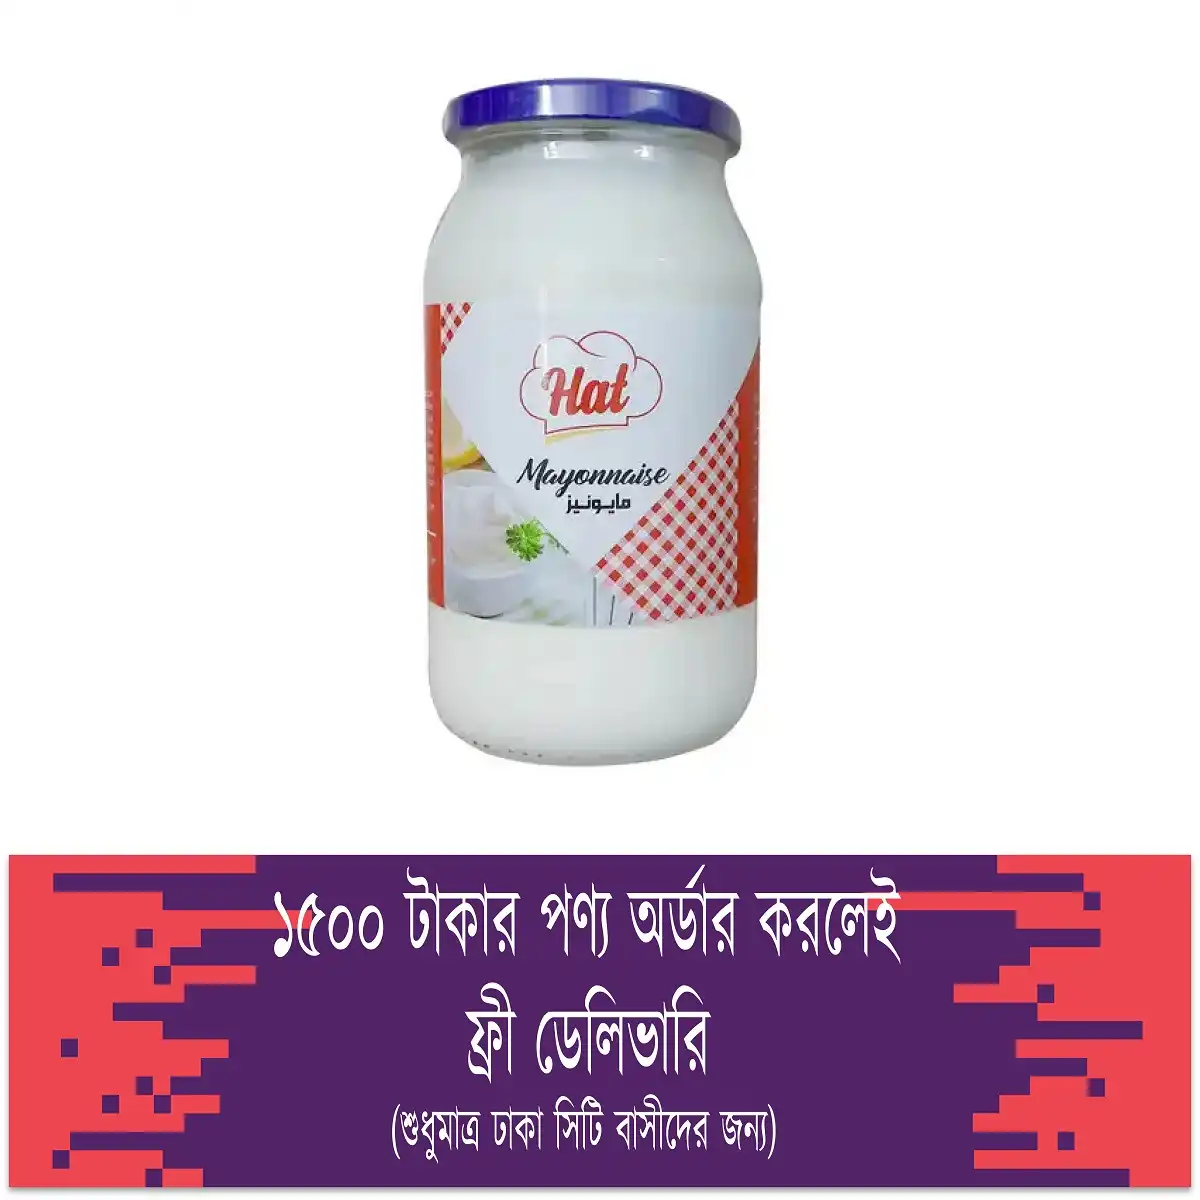 Hat
Mayonnaise
مايونيز
১৫০০ টাকার পণ্য অর্ডার করলেই
ফ্রী ডেলিভারি
(শুধুমাত্র ঢাকা সিটি বাসীদের জন্য)